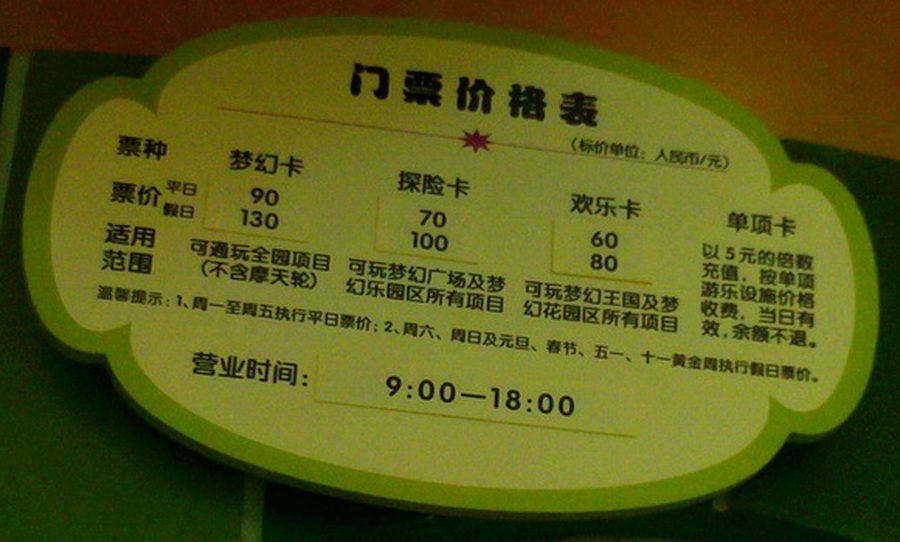 门票价格表
(标价单位：人民币/元)
票种 梦幻卡 探险卡 欢乐卡 单项卡
票价 平日 90 70 60
假日 130 100 80
适用范围
可通玩全园项目
(不含摩天轮)
可玩梦幻广场及梦
幻乐园区所有项目
可玩梦幻王国及梦
幻花园区所有项目
以5元的倍数
充值，按单项
游乐设施价格
收费，当日有
效，余额不退。
温馨提示：1、周一至周五执行平日票价；2、周六、周日及元旦、春节、五一、十一黄金周执行假日票价。
营业时间：9:00—18:00